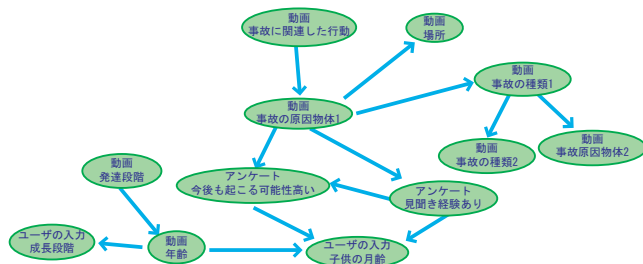 動画
事故に関連した行動
動画
場所
動画
事故の種類1
動画
事故の原因物体1
動画
事故の種類2
動画
事故原因物体2
動画
発達段階
アンケート
今後も起こる可能性高い
アンケート
見聞き経験あり
ユーザの入力
成長段階
動画
年齢
ユーザの入力
子供の月齢